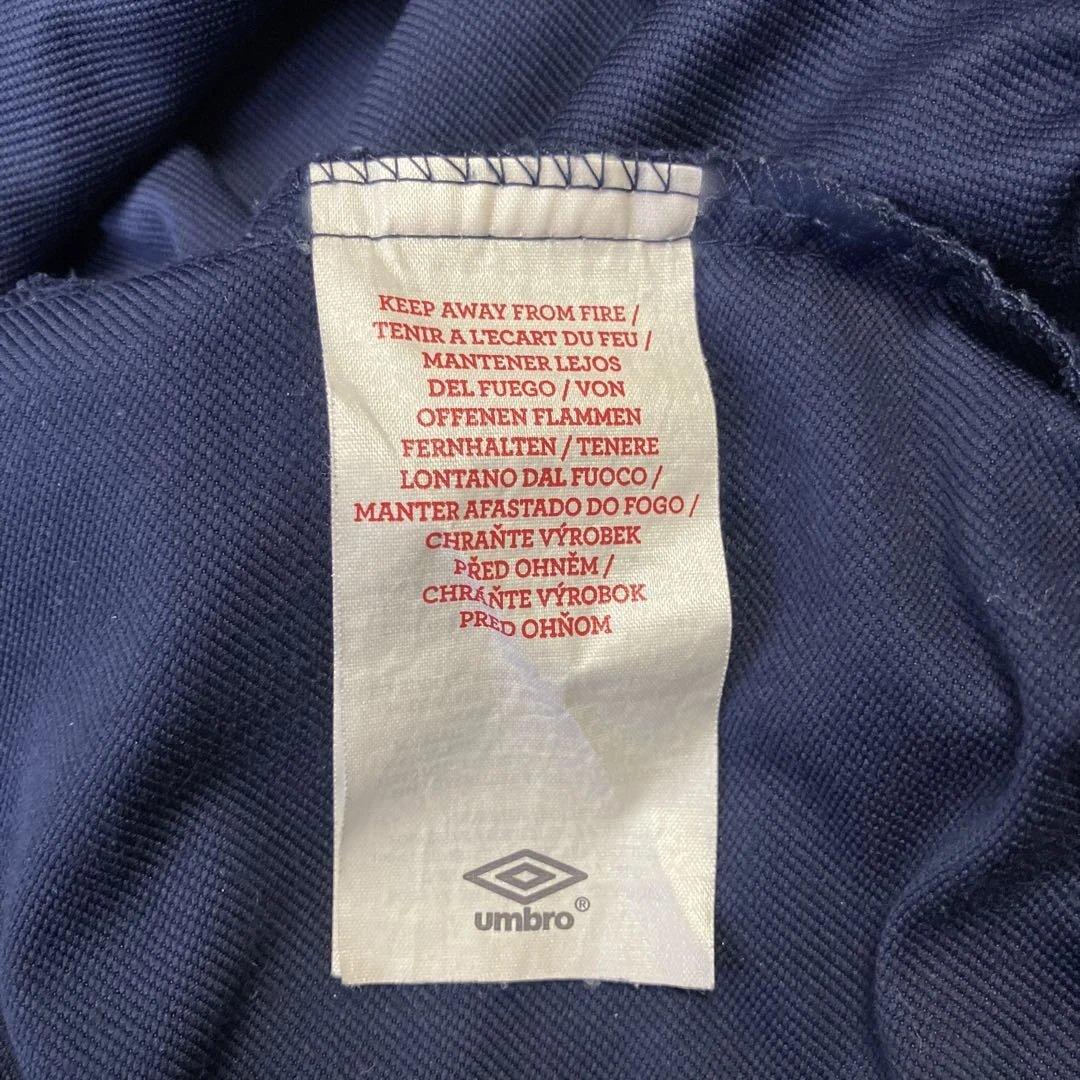 KEEP AWAY FROM FIRE /
TENIR A L'ECART DU FEU /
MANTENER LEJOS
DEL FUEGO / VON
OFFENEN FLAMMEN
FERNHALTEN / TENERE
LONTANO DAL FUOCO /
MANTER AFASTADO DO FOGO /
CHRAŇTE VÝROBEK
PŘED OHNĚM /
CHRÁŇTE VÝROBOK
PRED OHŇOM
umbro®